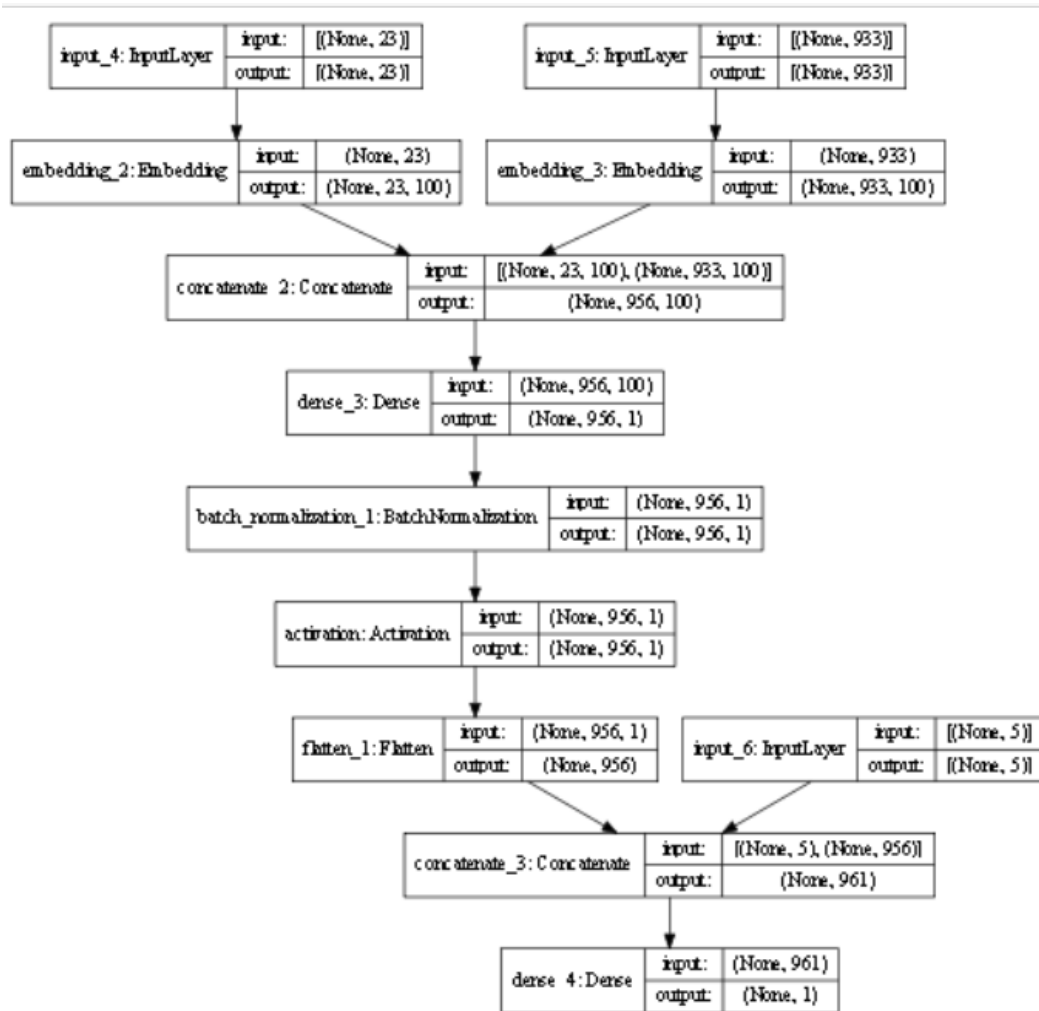 input_4: InputLayer input: [(None, 23)] output: [(None, 23)]
input_5: InputLayer input: [(None, 933)] output: [(None, 933)]
embedding_2: Embedding input: (None, 23) output: (None, 23, 100)
embedding_3: Embedding input: (None, 933) output: (None, 933, 100)
concatenate_2: Concatenate input: [(None, 23, 100), (None, 933, 100)] output: (None, 956, 100)
dense_3: Dense input: (None, 956, 100) output: (None, 956, 1)
batch_normalization_1: BatchNormalization input: (None, 956, 1) output: (None, 956, 1)
activation: Activation input: (None, 956, 1) output: (None, 956, 1)
flatten_1: Flatten input: (None, 956, 1) output: (None, 956)
input_6: InputLayer input: [(None, 5)] output: [(None, 5)]
concatenate_3: Concatenate input: [(None, 5), (None, 956)] output: (None, 961)
dense_4: Dense input: (None, 961) output: (None, 1)